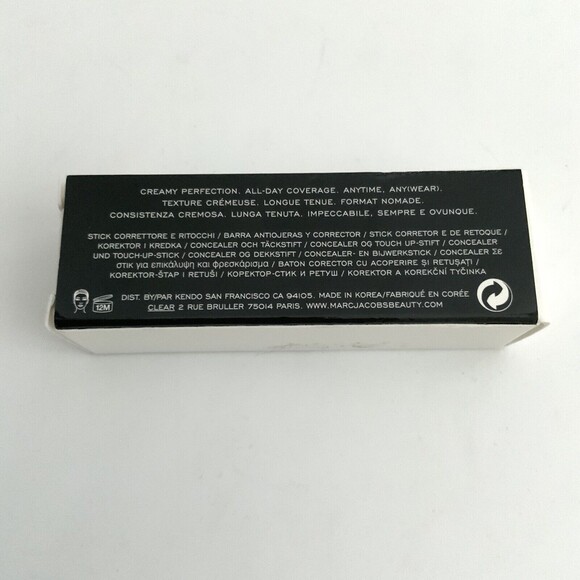 CREAMY PERFECTION. ALL-DAY COVERAGE. ANYTIME, ANY(WEAR).
TEXTURE CRÉMEUSE. LONGUE TENUE. FORMAT NOMADE.
CONSISTENZA CREMOSA. LUNGA TENUTA. IMPECCABILE, SEMPRE E OVUNQUE.
STICK CORRETTORE E RITOCCHI / BARRA ANTIOJERAS Y CORRECTOR / STICK CORRETOR E DE RETOQUE /
KOREKTOR I KREDKA / CONCEALER OCH TÄCKSTIFT / CONCEALER OG TOUCH UP-STIFT / CONCEALER
UND TOUCH-UP-STICK / CONCEALER OG DEKKSTIFT / CONCEALER- EN BIJWERKSTICK / CONCEALER ΣΕ
στικ για επικάλυψη και φρεσκάρισμα / BATON CORECTOR CU ACOPERIRE ŞI RETUŞATI /
KOREKTOR-ŠTAP I RETUŠI / КОРЕКТОР-СТИК И РЕТУШ / KOREKTOR A KOREKČNÍ TYČINKA
12M
DIST. BY/PAR KENDO SAN FRANCISCO CA 94105. MADE IN KOREA/FABRIQUÉ EN CORÉE
CLEAR 2 RUE BRULLER 75014 PARIS. WWW.MARCJACOBSBEAUTY.COM